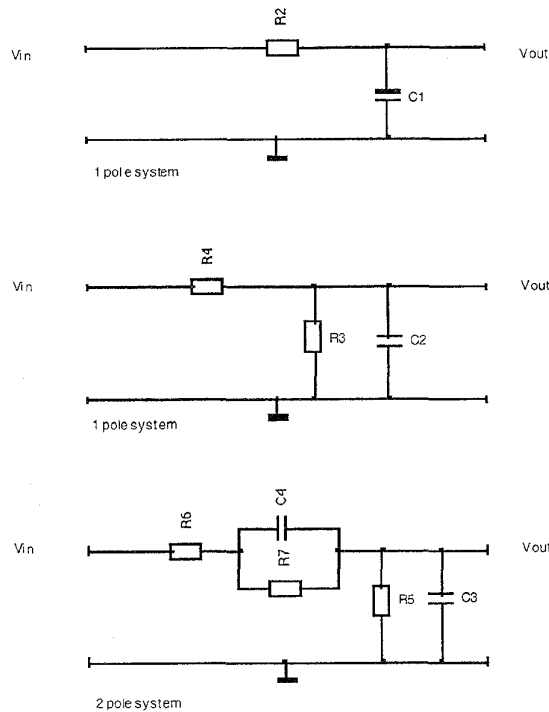 R2
Vin
Vout
C1
1 pole system
R4
Vin
Vout
R3
C2
1 pole system
C4
R6
R7
Vin
Vout
R5
C3
2 pole system